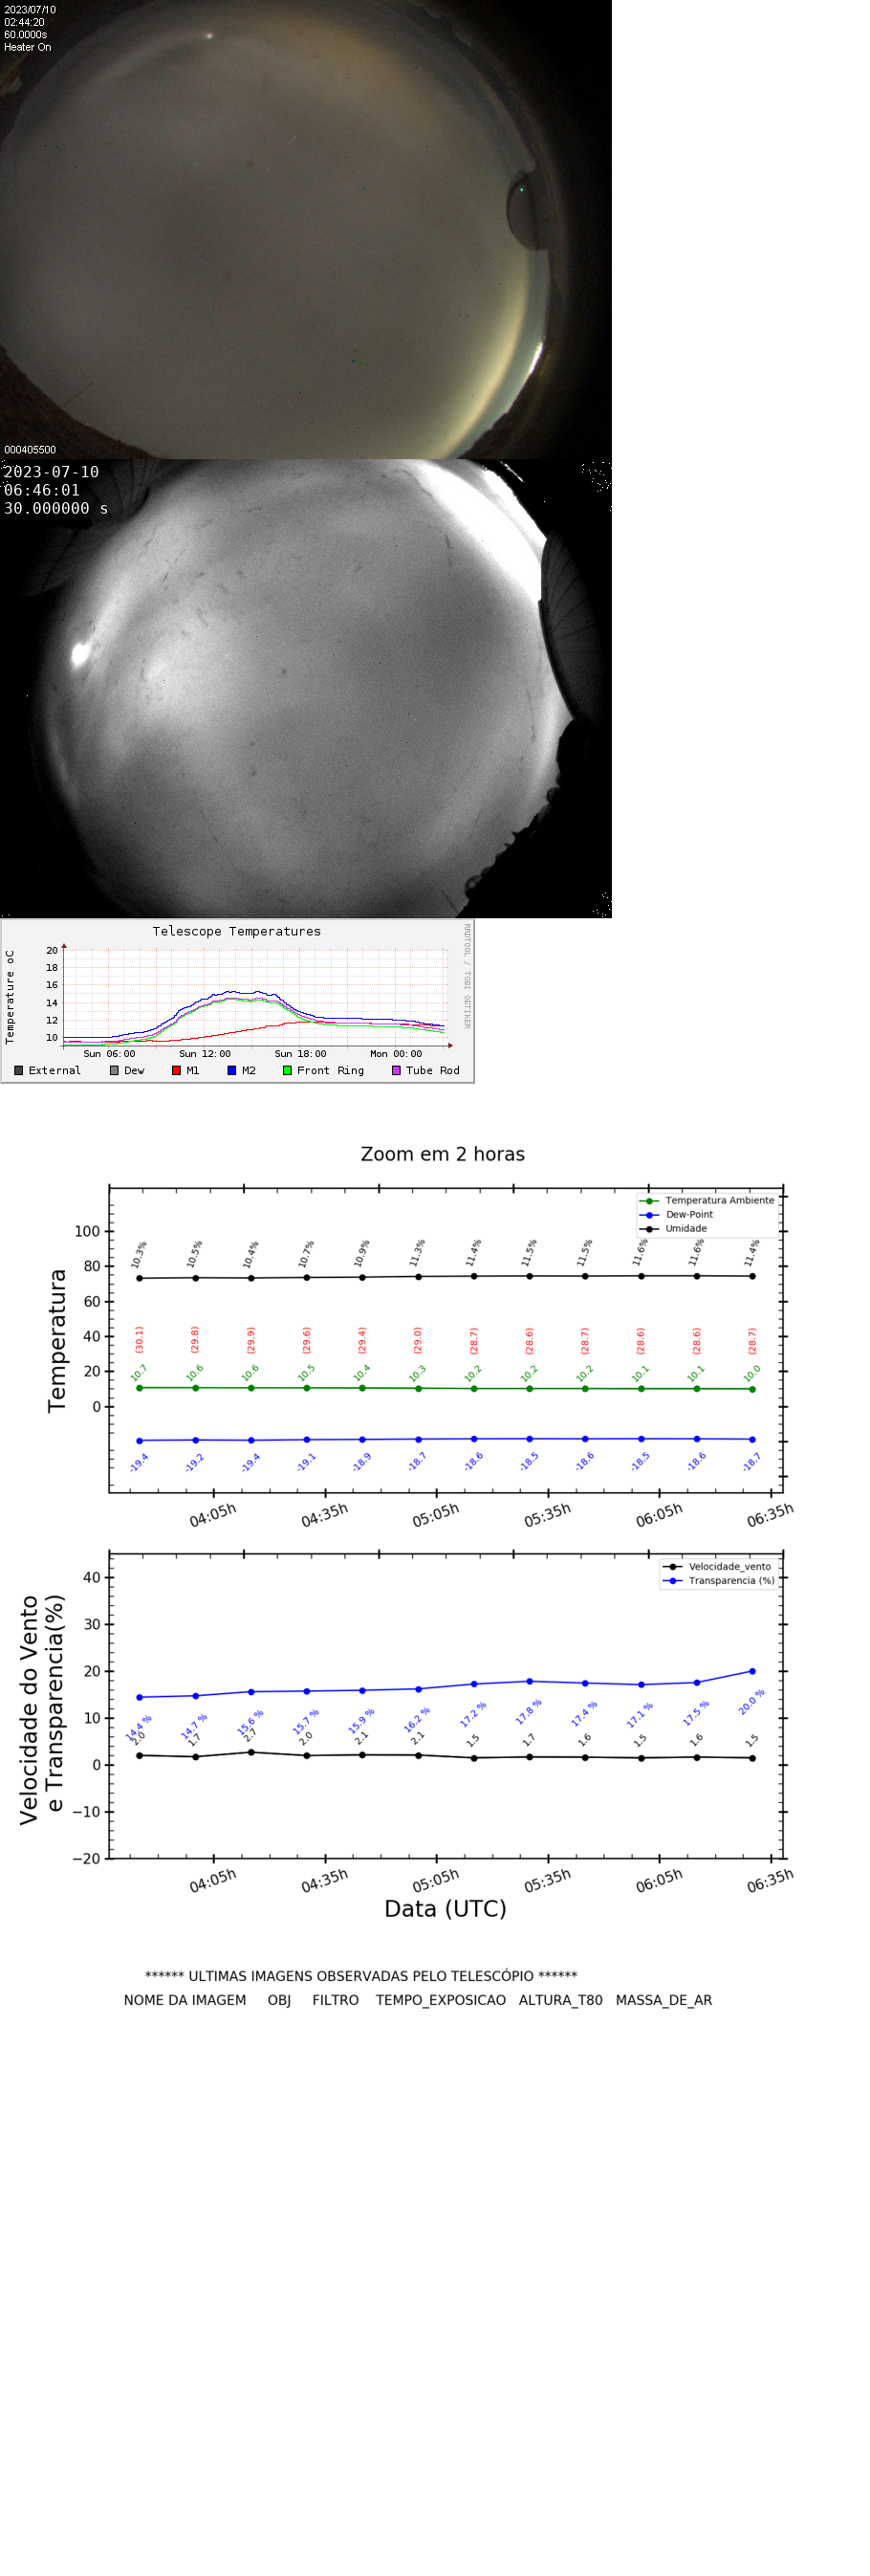 2023/07/10
02:44:20
60.0000s
Heater On
000405500
2023-07-10
06:46:01
30.000000 s
Telescope Temperatures
RRDTOOL / TOBI OETIKER
Temperature oC
20
18
16
14
12
10
Sun 06:00 Sun 12:00 Sun 18:00 Mon 00:00
External Dew M1 M2 Front Ring Tube Rod
Zoom em 2 horas
Temperatura
100
80
60
40
20
0
Temperatura Ambiente
Dew-Point
Umidade
10.3% 10.5% 10.4% 10.7% 10.9% 11.3% 11.4% 11.5% 11.5% 11.6% 11.6% 11.4%
(30.1) (29.8) (29.9) (29.6) (29.4) (29.0) (28.7) (28.6) (28.7) (28.6) (28.6) (28.7)
10.7 10.6 10.6 10.5 10.4 10.3 10.2 10.2 10.2 10.1 10.1 10.0
-19.4 -19.2 -19.4 -19.1 -18.9 -18.7 -18.6 -18.5 -18.6 -18.5 -18.6 -18.7
04:05h 04:35h 05:05h 05:35h 06:05h 06:35h
Velocidade do Vento
e Transparencia(%)
40
30
20
10
0
−10
−20
Velocidade_vento
Transparencia (%)
14.4 % 14.7 % 15.6 % 15.7 % 15.9 % 16.2 % 17.2 % 17.8 % 17.4 % 17.1 % 17.5 % 20.0 %
2.0 1.7 2.7 2.0 2.1 2.1 1.5 1.7 1.6 1.5 1.6 1.5
04:05h 04:35h 05:05h 05:35h 06:05h 06:35h
Data (UTC)
****** ULTIMAS IMAGENS OBSERVADAS PELO TELESCÓPIO ******
NOME DA IMAGEM OBJ FILTRO TEMPO_EXPOSICAO ALTURA_T80 MASSA_DE_AR